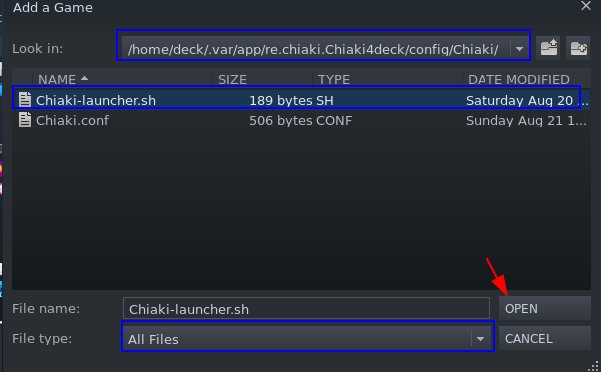 Add a Game
Look in: /home/deck/.var/app/re.chiaki.Chiaki4deck/config/Chiaki/
NAME SIZE TYPE DATE MODIFIED
Chiaki-launcher.sh 189 bytes SH Saturday Aug 20 ...
Chiaki.conf 506 bytes CONF Sunday Aug 21 1...
File name: Chiaki-launcher.sh OPEN
File type: All Files CANCEL